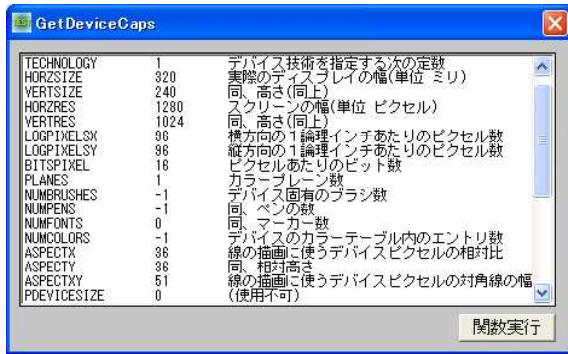 GetDeviceCaps
TECHNOLOGY 1 デバイス技術を指定する次の定数
HORZSIZE 320 実際のディスプレイの幅(単位 ミリ)
VERTSIZE 240 同、高さ(同上)
HORZRES 1280 スクリーンの幅(単位 ピクセル)
VERTRES 1024 同、高さ(同上)
LOGPIXELSX 96 横方向の1論理インチあたりのピクセル数
LOGPIXELSY 96 縦方向の1論理インチあたりのピクセル数
BITSPIXEL 16 ピクセルあたりのビット数
PLANES 1 カラープレーン数
NUMBRUSHES -1 デバイス固有のブラシ数
NUMPENS -1 同、ペンの数
NUMFONTS 0 同、マーカー数
NUMCOLORS -1 デバイスのカラーテーブル内のエントリ数
ASPECTX 36 線の描画に使うデバイスピクセルの相対比
ASPECTY 36 同、相対高さ
ASPECTXY 51 線の描画に使うデバイスピクセルの対角線の幅
PDEVICESIZE 0 (使用不可)
関数実行